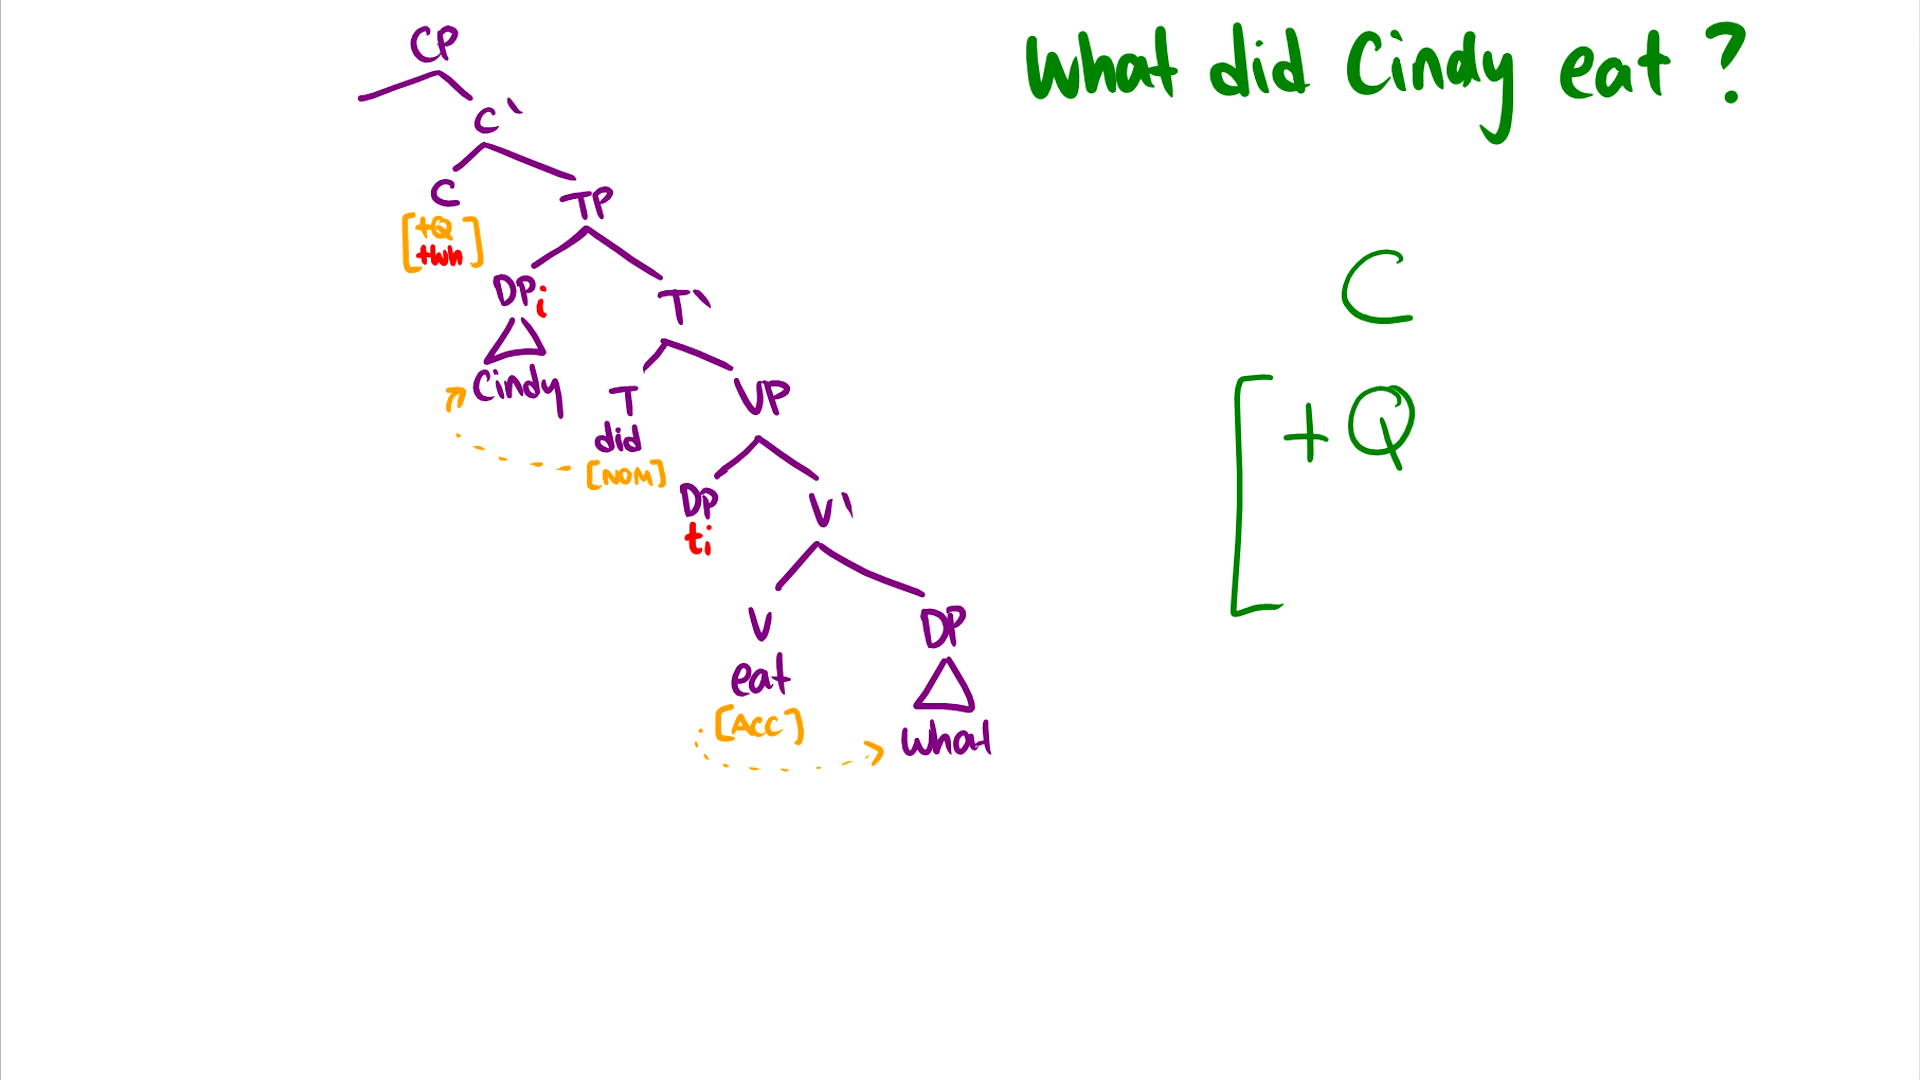 What did Cindy eat ?
CP
C`
C
TP
[+Q
+wh]
DPi
T`
Cindy
T
VP
did
[NOM]
DP
ti
V`
V
DP
eat
[ACC]
what
C
[+Q